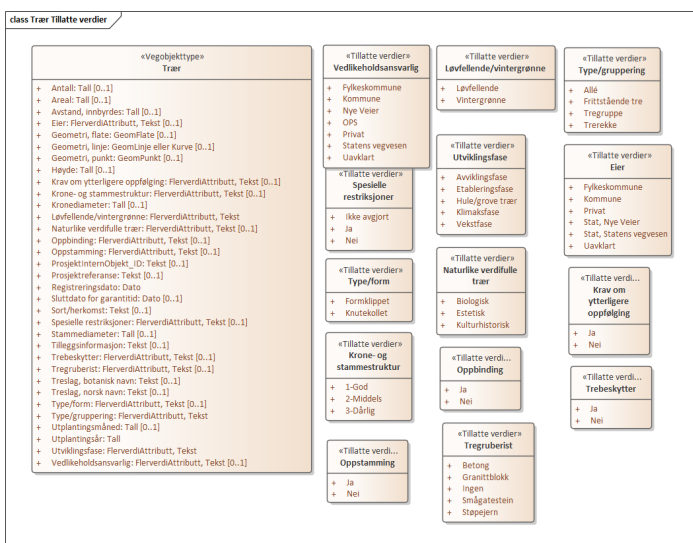 class Trær Tillatte verdier
«Vegobjekttype»
Trær
+ Antall: Tall [0..1]
+ Areal: Tall [0..1]
+ Avstand, innbyrdes: Tall [0..1]
+ Eier: FlerverdiAttributt, Tekst [0..1]
+ Geometri, flate: GeomFlate [0..1]
+ Geometri, linje: GeomLinje eller Kurve [0..1]
+ Geometri, punkt: GeomPunkt [0..1]
+ Høyde: Tall [0..1]
+ Krav om ytterligere oppfølging: FlerverdiAttributt, Tekst [0..1]
+ Krone- og stammestruktur: FlerverdiAttributt, Tekst [0..1]
+ Kronediameter: Tall [0..1]
+ Løvfellende/vintergrønne: FlerverdiAttributt, Tekst
+ Naturlike verdifulle trær: FlerverdiAttributt, Tekst [0..1]
+ Oppbinding: FlerverdiAttributt, Tekst [0..1]
+ Oppstamming: FlerverdiAttributt, Tekst [0..1]
+ ProsjektInternObjekt_ID: Tekst [0..1]
+ Prosjektreferanse: Tekst [0..1]
+ Registreringsdato: Dato
+ Sluttdato for garantitid: Dato [0..1]
+ Sort/herkomst: Tekst [0..1]
+ Spesielle restriksjoner: FlerverdiAttributt, Tekst [0..1]
+ Stammediameter: Tall [0..1]
+ Tilleggsinformasjon: Tekst [0..1]
+ Trebeskytter: FlerverdiAttributt, Tekst [0..1]
+ Tregruberist: FlerverdiAttributt, Tekst [0..1]
+ Treslag, botanisk navn: Tekst [0..1]
+ Treslag, norsk navn: Tekst [0..1]
+ Type/form: FlerverdiAttributt, Tekst [0..1]
+ Type/gruppering: FlerverdiAttributt, Tekst
+ Utplantingsmåned: Tall [0..1]
+ Utplantingsår: Tall
+ Utviklingsfase: FlerverdiAttributt, Tekst
+ Vedlikeholdsansvarlig: FlerverdiAttributt, Tekst [0..1]
«Tillatte verdier»
Vedlikeholdsansvarlig
+ Fylkeskommune
+ Kommune
+ Nye Veier
+ OPS
+ Privat
+ Statens vegvesen
+ Uavklart
Spesielle
restriksjoner
+ Ikke avgjort
+ Ja
+ Nei
«Tillatte verdier»
Type/form
+ Formklippet
+ Knutekollet
«Tillatte verdier»
Krone- og
stammestruktur
+ 1-God
+ 2-Middels
+ 3-Dårlig
«Tillatte verdi...
Oppstamming
+ Ja
+ Nei
«Tillatte verdier»
Løvfellende/vintergrønne
+ Løvfellende
+ Vintergrønne
«Tillatte verdier»
Utviklingsfase
+ Avviklingsfase
+ Etableringsfase
+ Hule/grove trær
+ Klimaksfase
+ Vekstfase
«Tillatte verdier»
Naturlike verdifulle
trær
+ Biologisk
+ Estetisk
+ Kulturhistorisk
«Tillatte verdi...
Oppbinding
+ Ja
+ Nei
«Tillatte verdier»
Tregruberist
+ Betong
+ Granittblokk
+ Ingen
+ Smågatestein
+ Støpejern
«Tillatte verdier»
Type/gruppering
+ Allé
+ Frittstående tre
+ Tregruppe
+ Trerekke
«Tillatte verdier»
Eier
+ Fylkeskommune
+ Kommune
+ Privat
+ Stat, Nye Veier
+ Stat, Statens vegvesen
+ Uavklart
«Tillatte verdi...
Krav om
ytterligere
oppfølging
+ Ja
+ Nei
«Tillatte verdi...
Trebeskytter
+ Ja
+ Nei